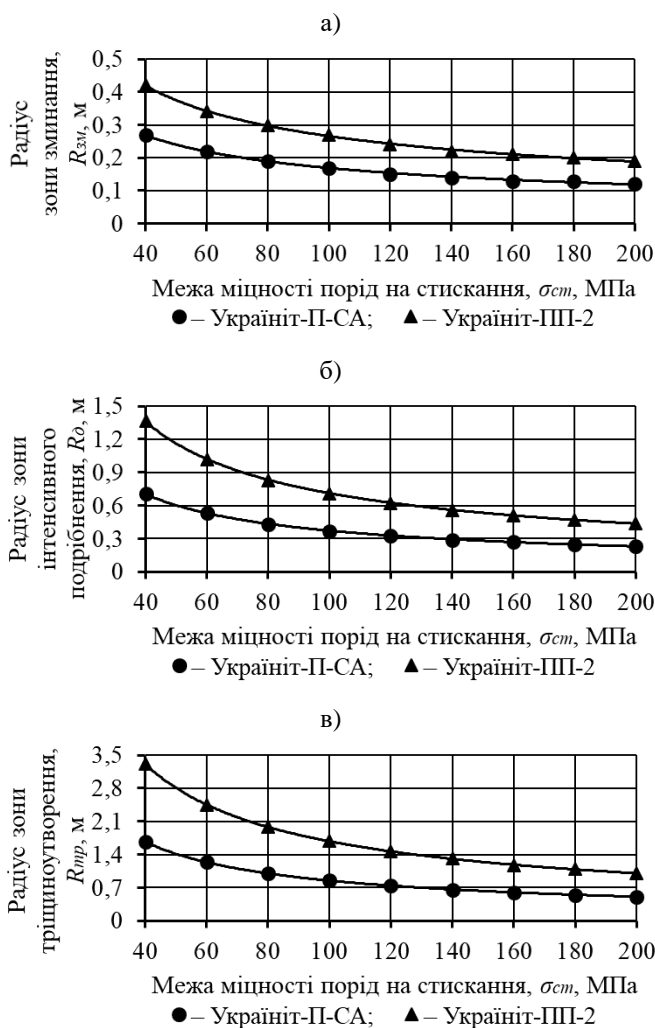 а)
Радіус
зони зминання,
Rзм, м
0,5
0,4
0,3
0,2
0,1
0
40 60 80 100 120 140 160 180 200
Межа міцності порід на стискання, σст, МПа
● – Україніт-П-СА; ▲ – Україніт-ПП-2
б)
Радіус зони
інтенсивного
подрібнення, Rд, м
1,5
1,2
0,9
0,6
0,3
0
40 60 80 100 120 140 160 180 200
Межа міцності порід на стискання, σст, МПа
● – Україніт-П-СА; ▲ – Україніт-ПП-2
в)
Радіус зони
тріщиноутворення,
Rтр, м
3,5
2,8
2,1
1,4
0,7
0
40 60 80 100 120 140 160 180 200
Межа міцності порід на стискання, σст, МПа
● – Україніт-П-СА; ▲ – Україніт-ПП-2